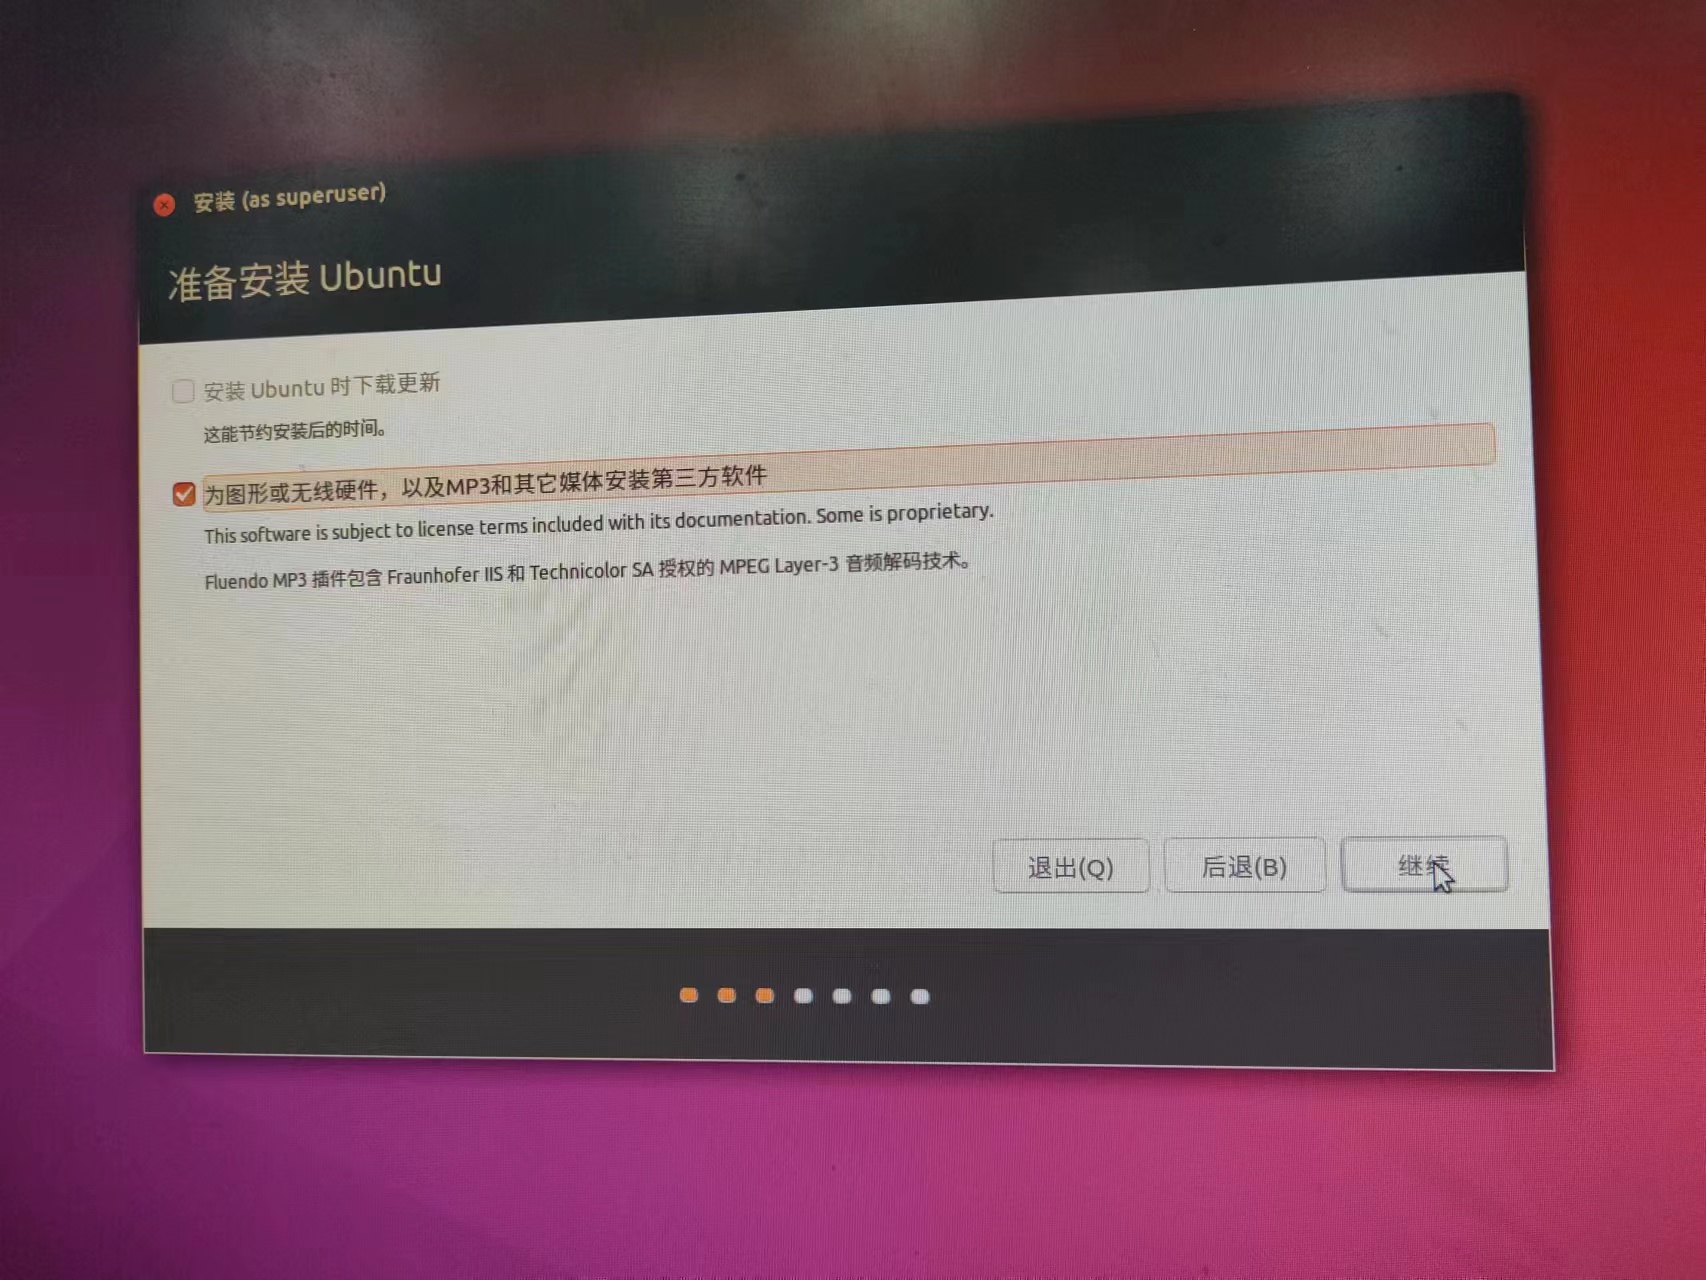 安装 (as superuser)
准备安装 Ubuntu
安装 Ubuntu 时下载更新
这能节约安装后的时间。
为图形或无线硬件，以及MP3和其它媒体安装第三方软件
This software is subject to license terms included with its documentation. Some is proprietary.
Fluendo MP3 插件包含 Fraunhofer IIS 和 Technicolor SA 授权的 MPEG Layer-3 音频解码技术。
退出(Q) 后退(B) 继续